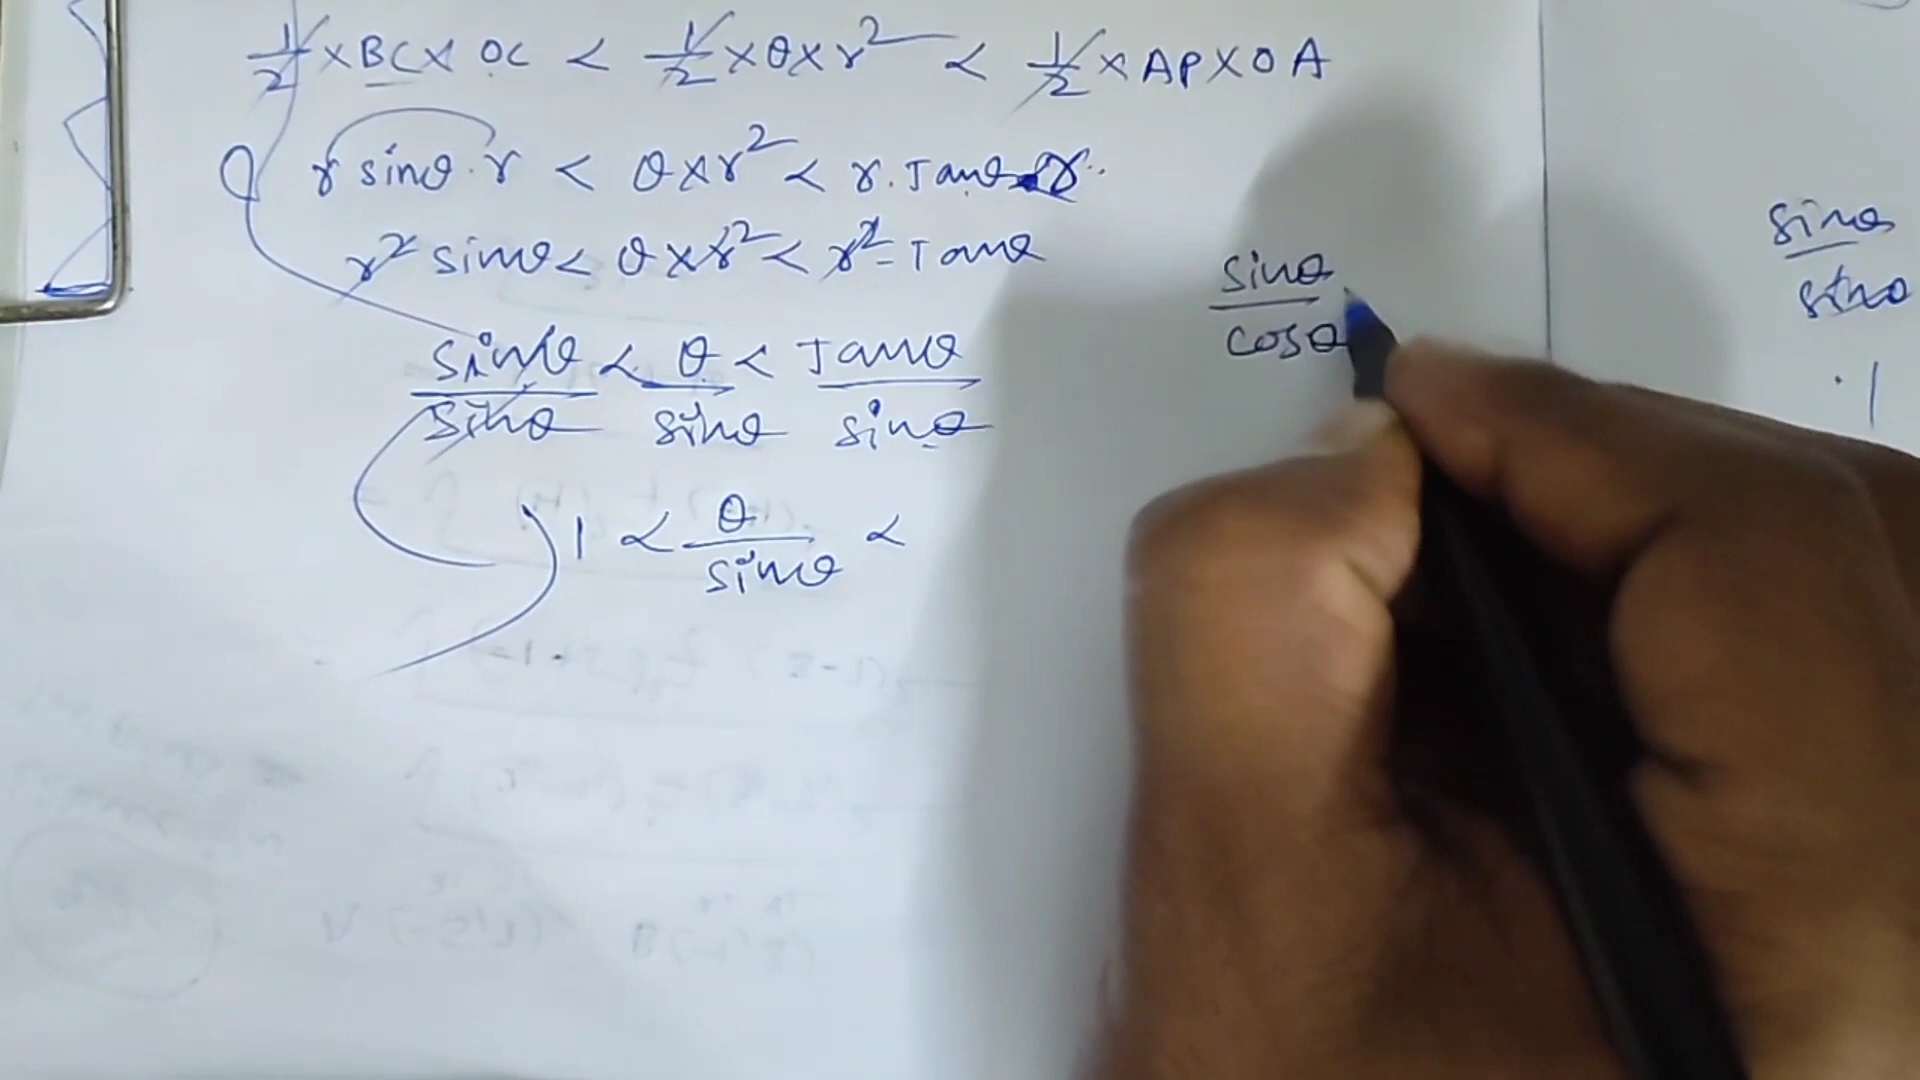 1/2 × BC × OC < 1/2 × θ × r² < 1/2 × AP × OA
r sinθ · r < θ × r² < r. Tanθ . r
r² sinθ < θ × r² < r² Tanθ
sinθ/sinθ < θ/sinθ < Tanθ/sinθ
1 < θ/sinθ <
sinθ
cosθ
sinθ
sinθ
1